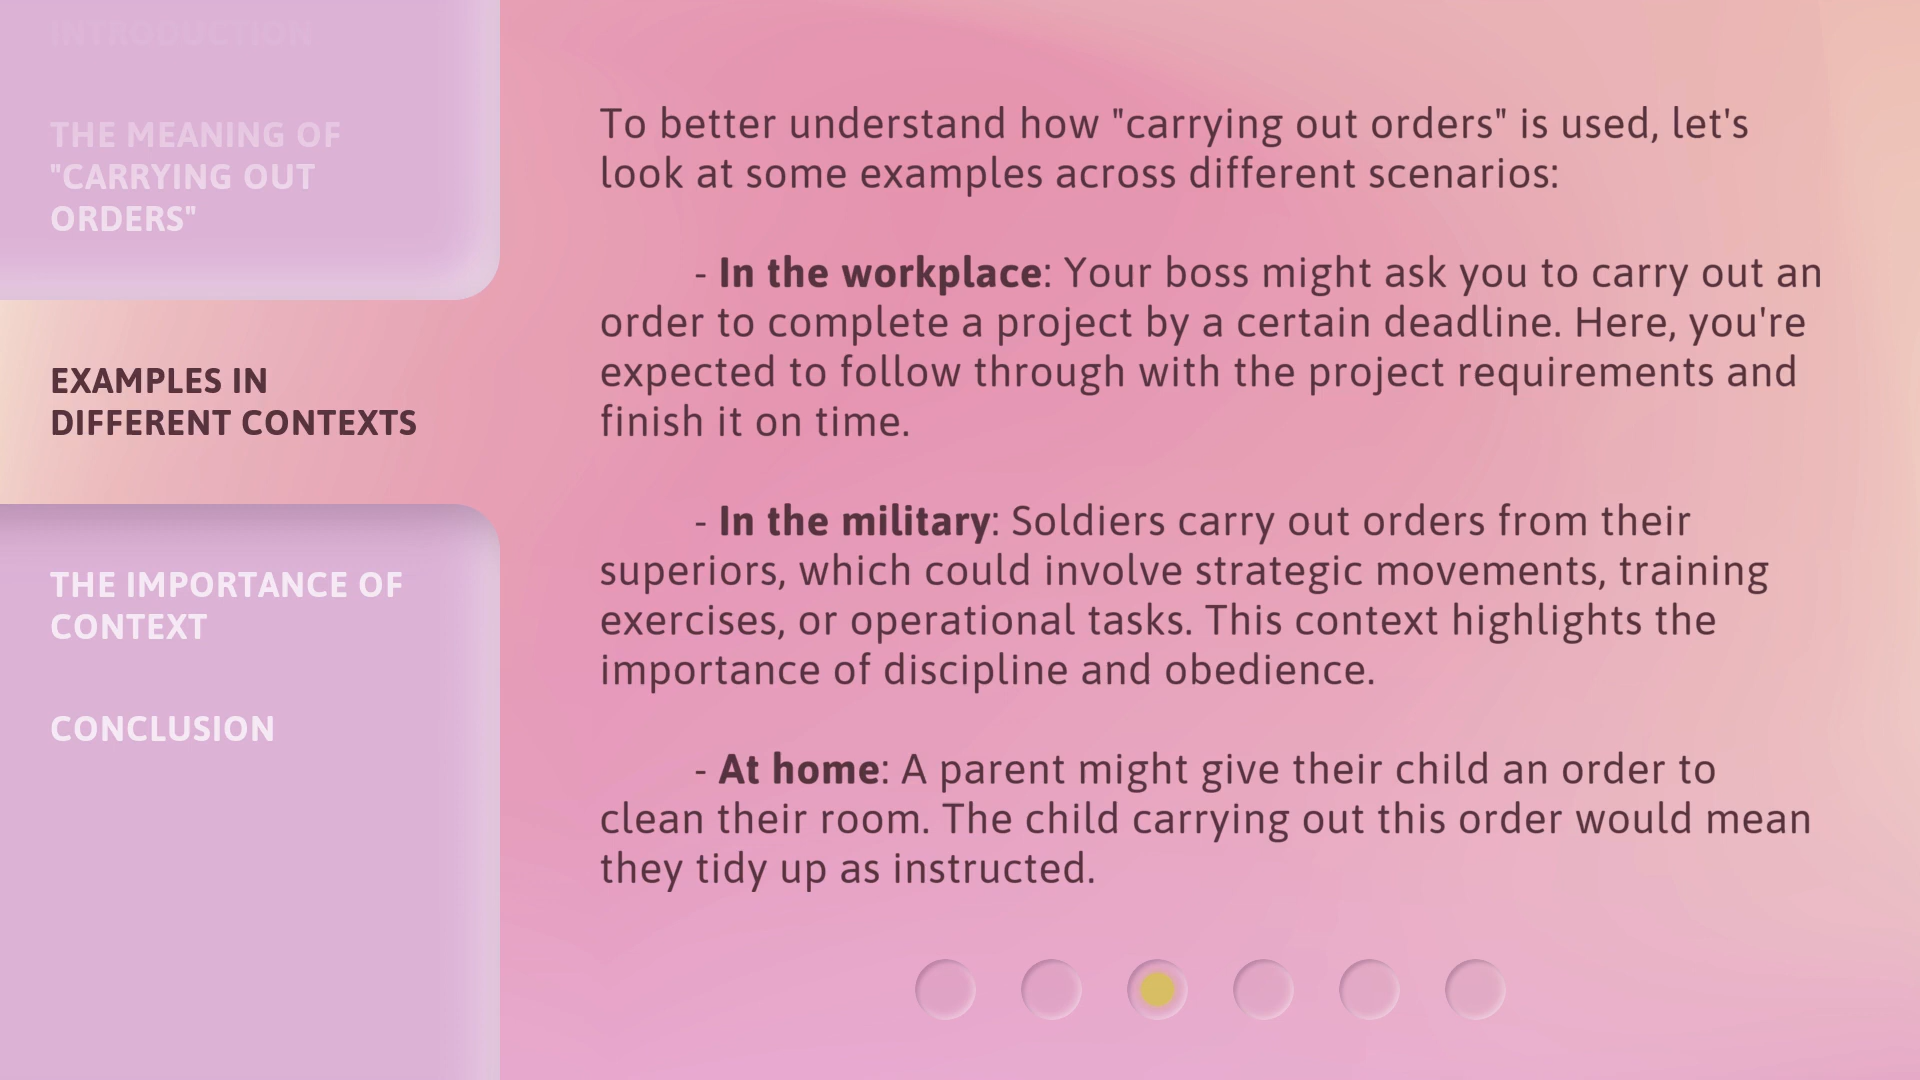 INTRODUCTION
THE MEANING OF
"CARRYING OUT
ORDERS"
EXAMPLES IN
DIFFERENT CONTEXTS
THE IMPORTANCE OF
CONTEXT
CONCLUSION
To better understand how "carrying out orders" is used, let's
look at some examples across different scenarios:
- In the workplace: Your boss might ask you to carry out an
order to complete a project by a certain deadline. Here, you're
expected to follow through with the project requirements and
finish it on time.
- In the military: Soldiers carry out orders from their
superiors, which could involve strategic movements, training
exercises, or operational tasks. This context highlights the
importance of discipline and obedience.
- At home: A parent might give their child an order to
clean their room. The child carrying out this order would mean
they tidy up as instructed.